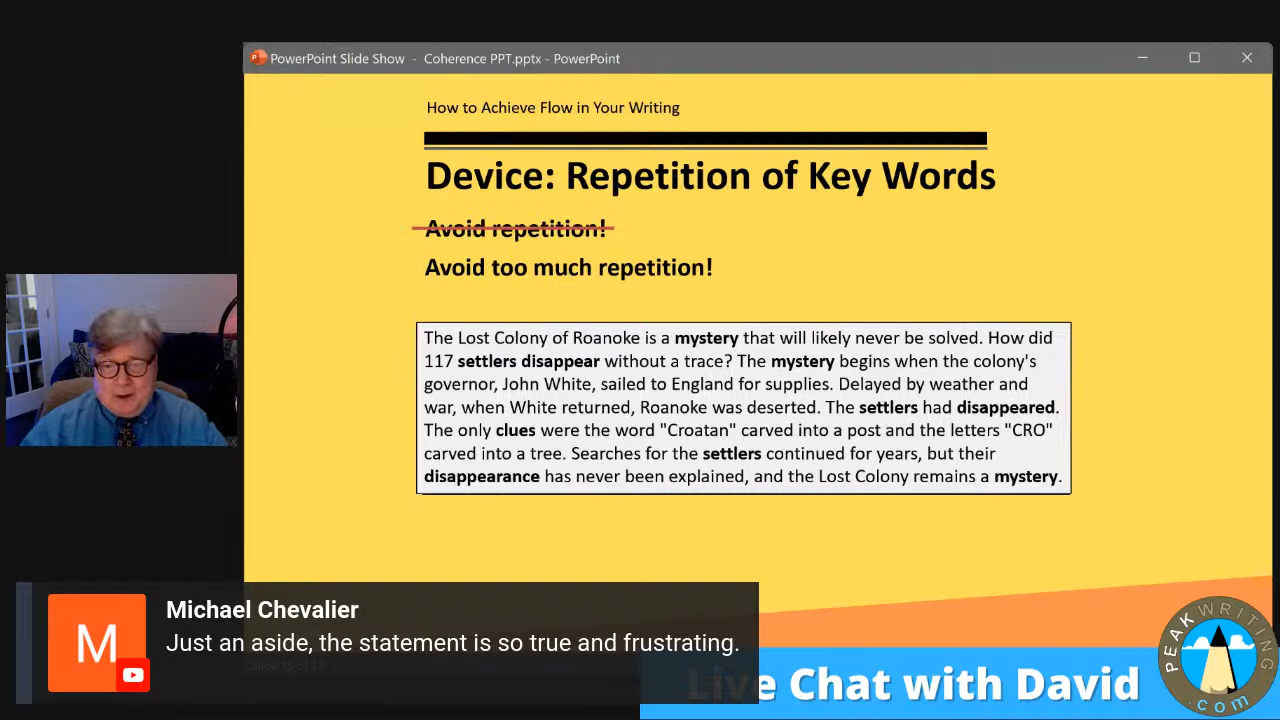 PowerPoint Slide Show - Coherence PPT.pptx - PowerPoint
How to Achieve Flow in Your Writing
Device: Repetition of Key Words
Avoid repetition!
Avoid too much repetition!
The Lost Colony of Roanoke is a mystery that will likely never be solved. How did
117 settlers disappear without a trace? The mystery begins when the colony's
governor, John White, sailed to England for supplies. Delayed by weather and
war, when White returned, Roanoke was deserted. The settlers had disappeared.
The only clues were the word "Croatan" carved into a post and the letters "CRO"
carved into a tree. Searches for the settlers continued for years, but their
disappearance has never been explained, and the Lost Colony remains a mystery.
M
Michael Chevalier
Just an aside, the statement is so true and frustrating.
Live Chat with David
PEAKWRITING
.com